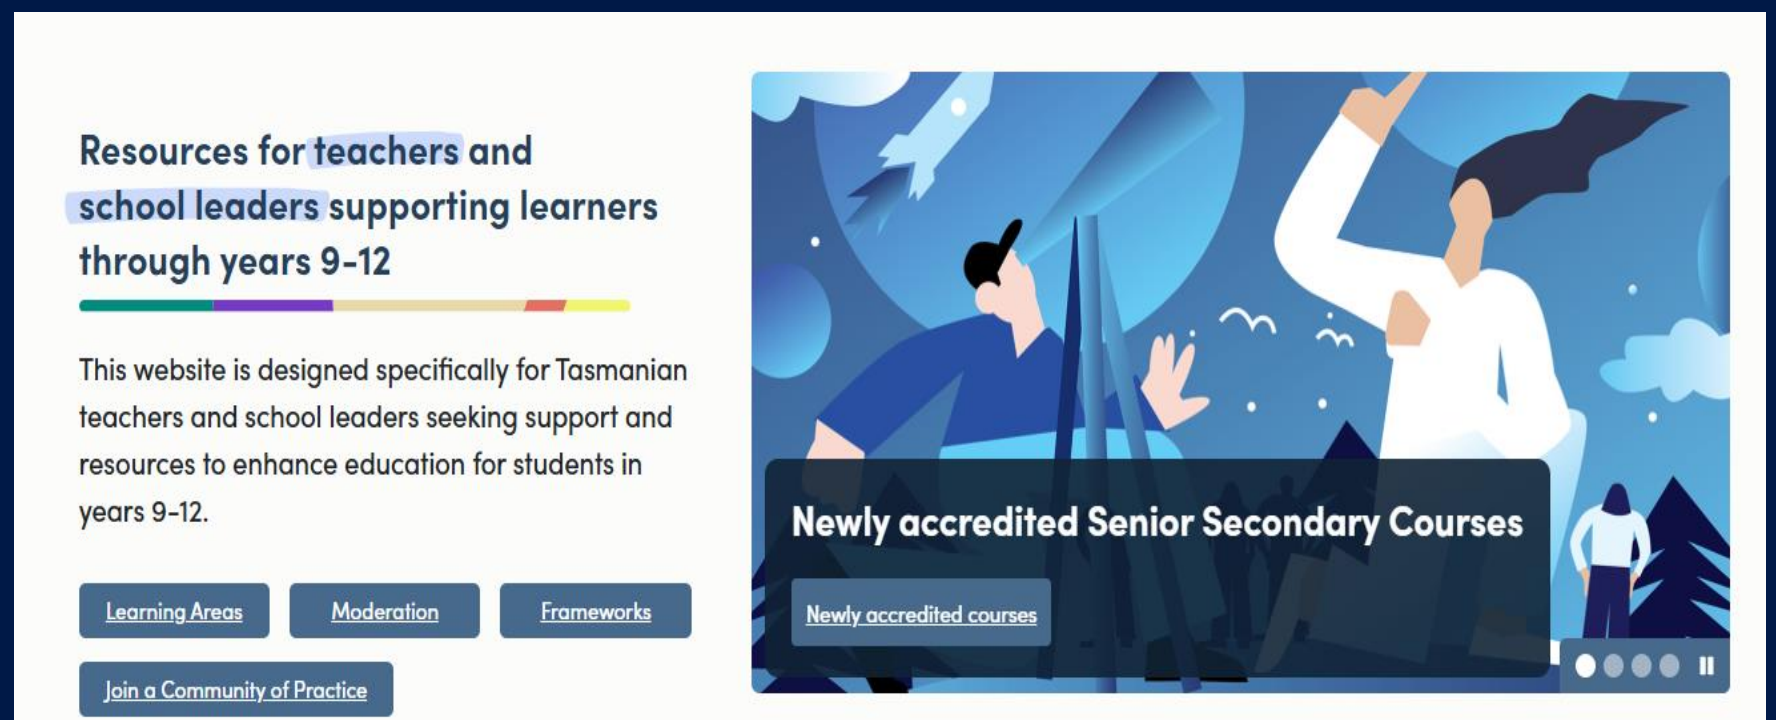 Resources for teachers and
school leaders supporting learners
through years 9-12
This website is designed specifically for Tasmanian
teachers and school leaders seeking support and
resources to enhance education for students in
years 9-12.
Learning Areas
Moderation
Frameworks
Join a Community of Practice
Newly accredited Senior Secondary Courses
Newly accredited courses